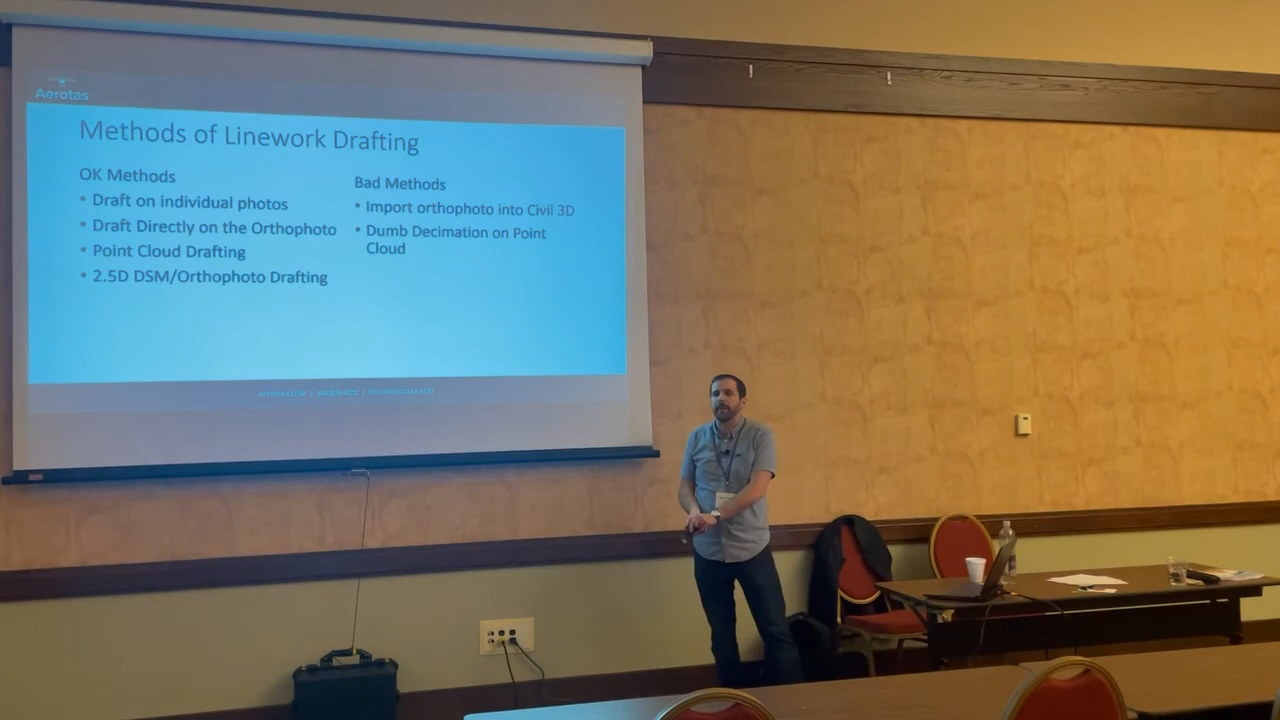 Aerotas
Methods of Linework Drafting
OK Methods
• Draft on individual photos
• Draft Directly on the Orthophoto
• Point Cloud Drafting
• 2.5D DSM/Orthophoto Drafting
Bad Methods
• Import orthophoto into Civil 3D
• Dumb Decimation on Point
Cloud